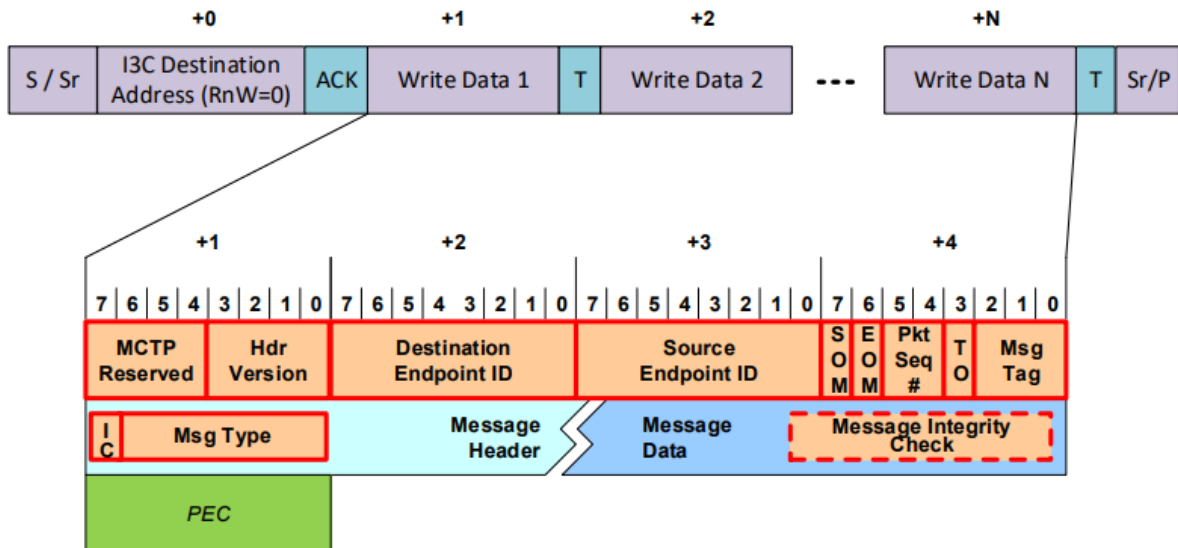 +0 +1 +2 +N
S / Sr I3C Destination Address (RnW=0) ACK Write Data 1 T Write Data 2 --- Write Data N T Sr/P
+1 +2 +3 +4
7 6 5 4 3 2 1 0 7 6 5 4 3 2 1 0 7 6 5 4 3 2 1 0 7 6 5 4 3 2 1 0
MCTP Reserved Hdr Version Destination Endpoint ID Source Endpoint ID SOM EOM Pkt Seq # TO Msg Tag
IC Msg Type Message Header Message Data Message Integrity Check
PEC